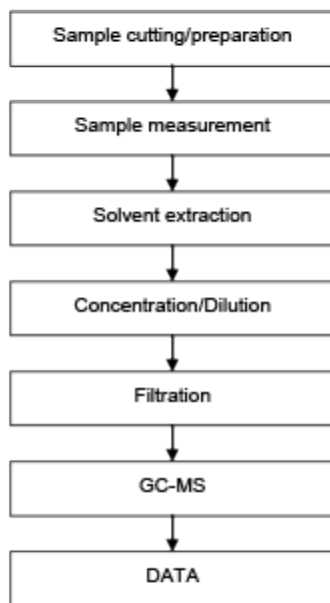 Sample cutting/preparation
Sample measurement
Solvent extraction
Concentration/Dilution
Filtration
GC-MS
DATA